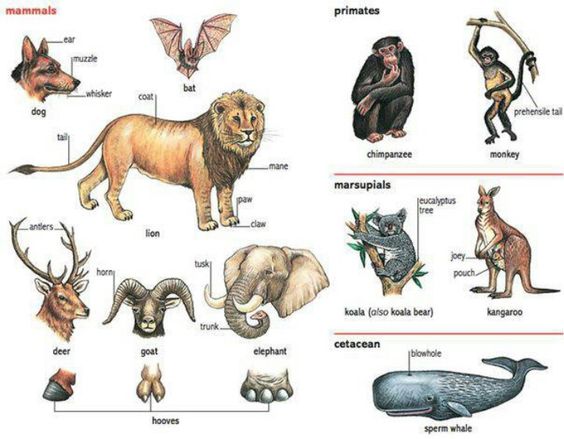 mammals
ear
muzzle
whisker
dog
bat
coat
tail
mane
paw
claw
lion
antlers
horn
tusk
trunk
deer
goat
elephant
hooves
primates
prehensile tail
chimpanzee
monkey
marsupials
eucalyptus
tree
joey
pouch
koala (also koala bear)
kangaroo
cetacean
blowhole
sperm whale